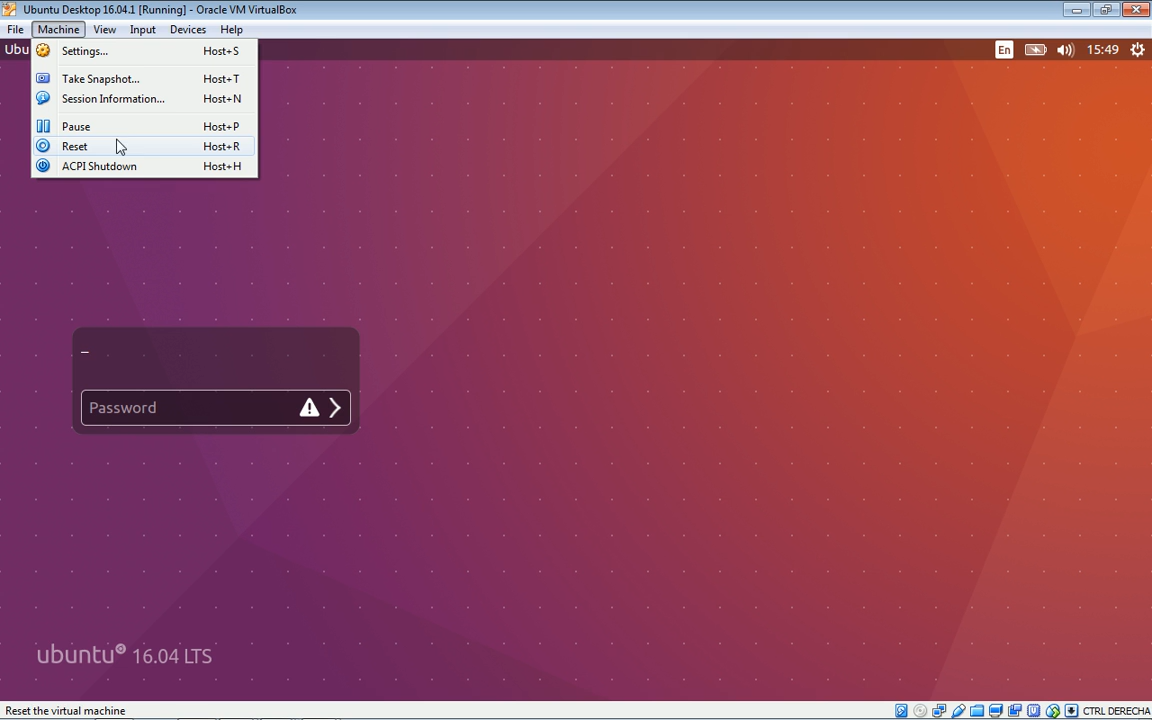 Ubuntu Desktop 16.04.1 [Running] - Oracle VM VirtualBox
File Machine View Input Devices Help
Ubu En 15:49
Settings... Host+S
Take Snapshot... Host+T
Session Information... Host+N
Pause Host+P
Reset Host+R
ACPI Shutdown Host+H
Password
ubuntu 16.04 LTS
Reset the virtual machine CTRL DERECHA